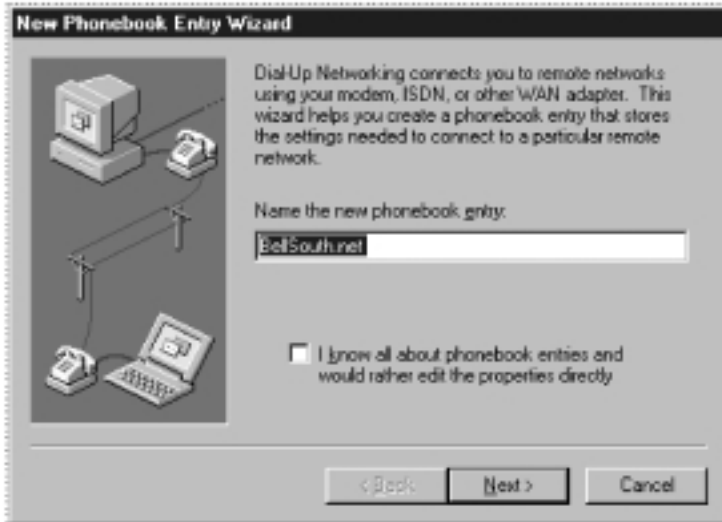 New Phonebook Entry Wizard
Dial-Up Networking connects you to remote networks
using your modem, ISDN, or other WAN adapter. This
wizard helps you create a phonebook entry that stores
the settings needed to connect to a particular remote
network.
Name the new phonebook entry:
BellSouth.net
I know all about phonebook entries and
would rather edit the properties directly
< Back
Next >
Cancel